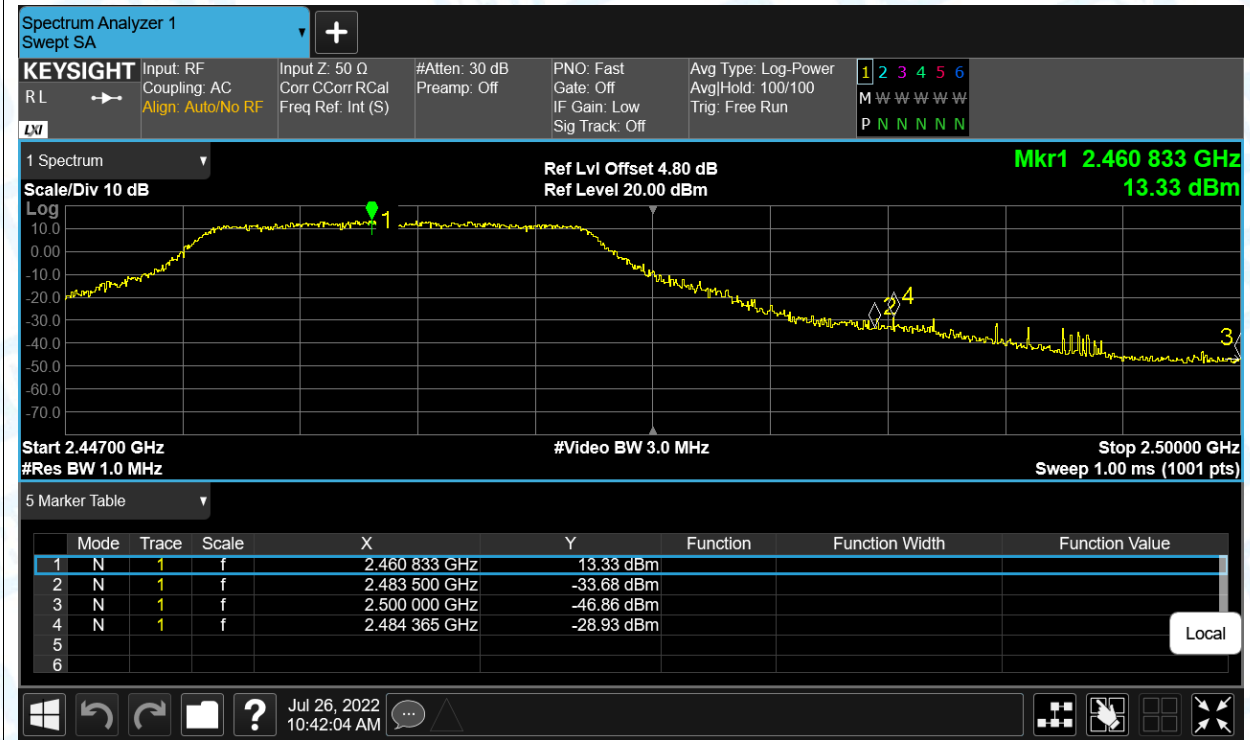 Spectrum Analyzer 1
Swept SA
KEYSIGHT
R L
LXI
Input: RF
Coupling: AC
Align: Auto/No RF
Input Z: 50 Ω
Corr CCorr RCal
Freq Ref: Int (S)
#Atten: 30 dB
Preamp: Off
PNO: Fast
Gate: Off
IF Gain: Low
Sig Track: Off
Avg Type: Log-Power
Avg|Hold: 100/100
Trig: Free Run
1 2 3 4 5 6
M W W W W W W
P N N N N N N
1 Spectrum
Scale/Div 10 dB
Ref Lvl Offset 4.80 dB
Ref Level 20.00 dBm
Mkr1 2.460 833 GHz
13.33 dBm
Log
10.0
0.00
-10.0
-20.0
-30.0
-40.0
-50.0
-60.0
-70.0
1
2
4
3
Start 2.44700 GHz
#Res BW 1.0 MHz
#Video BW 3.0 MHz
Stop 2.50000 GHz
Sweep 1.00 ms (1001 pts)
5 Marker Table
Mode Trace Scale X Y Function Function Width Function Value
1 N 1 f 2.460 833 GHz 13.33 dBm
2 N 1 f 2.483 500 GHz -33.68 dBm
3 N 1 f 2.500 000 GHz -46.86 dBm
4 N 1 f 2.484 365 GHz -28.93 dBm
5
6
Local
?
Jul 26, 2022
10:42:04 AM